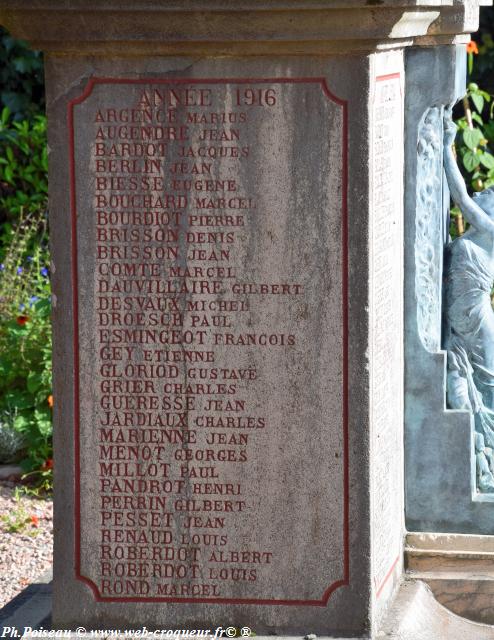 ANNÉE 1916
ARGENCE MARIUS
AUGENDRE JEAN
BARDOT JACQUES
BERLIN JEAN
BIESSE EUGENE
BOUCHARD MARCEL
BOURDIOT PIERRE
BRISSON DENIS
BRISSON JEAN
COMTE MARCEL
DAUVILLAIRE GILBERT
DESVAUX MICHEL
DROESCH PAUL
ESMINGEOT FRANCOIS
GEY ETIENNE
GLORIOD GUSTAVE
GRIER CHARLES
GUERESSE JEAN
JARDIAUX CHARLES
MARIENNE JEAN
MENOT GEORGES
MILLOT PAUL
PANDROT HENRI
PERRIN GILBERT
PESSET JEAN
RENAUD LOUIS
ROBERDOT ALBERT
ROBERDOT LOUIS
ROND MARCEL
Ph.Poiseau ©www-web-croqueur.fr©®